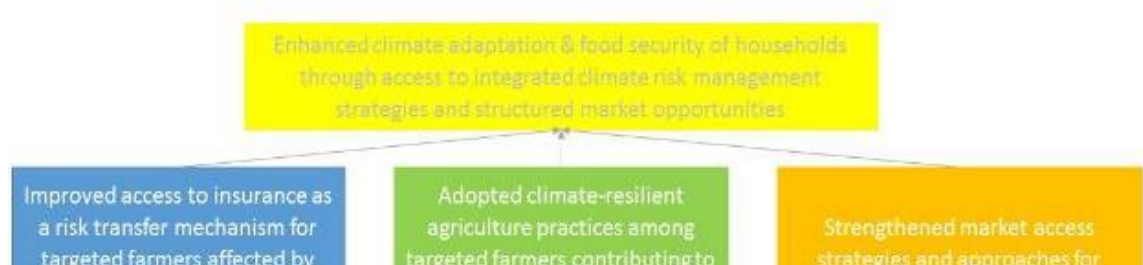 Enhanced climate adaptation & food security of households
through access to integrated climate risk management
strategies and structured market opportunities
Improved access to insurance as
a risk transfer mechanism for
targeted farmers affected by
Adopted climate-resilient
agriculture practices among
targeted farmers contributing to
Strengthened market access
strategies and approaches for